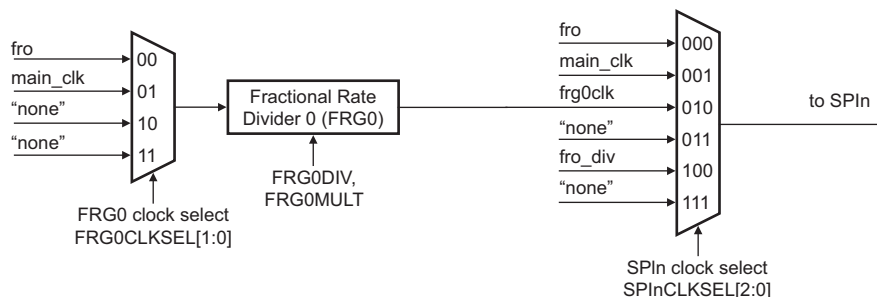 fro
00
main_clk
01
“none”
10
“none”
11
FRG0 clock select
FRG0CLKSEL[1:0]
Fractional Rate
Divider 0 (FRG0)
FRG0DIV,
FRG0MULT
fro
000
main_clk
001
frg0clk
010
“none”
011
fro_div
100
“none”
111
to SPIn
SPIn clock select
SPInCLKSEL[2:0]